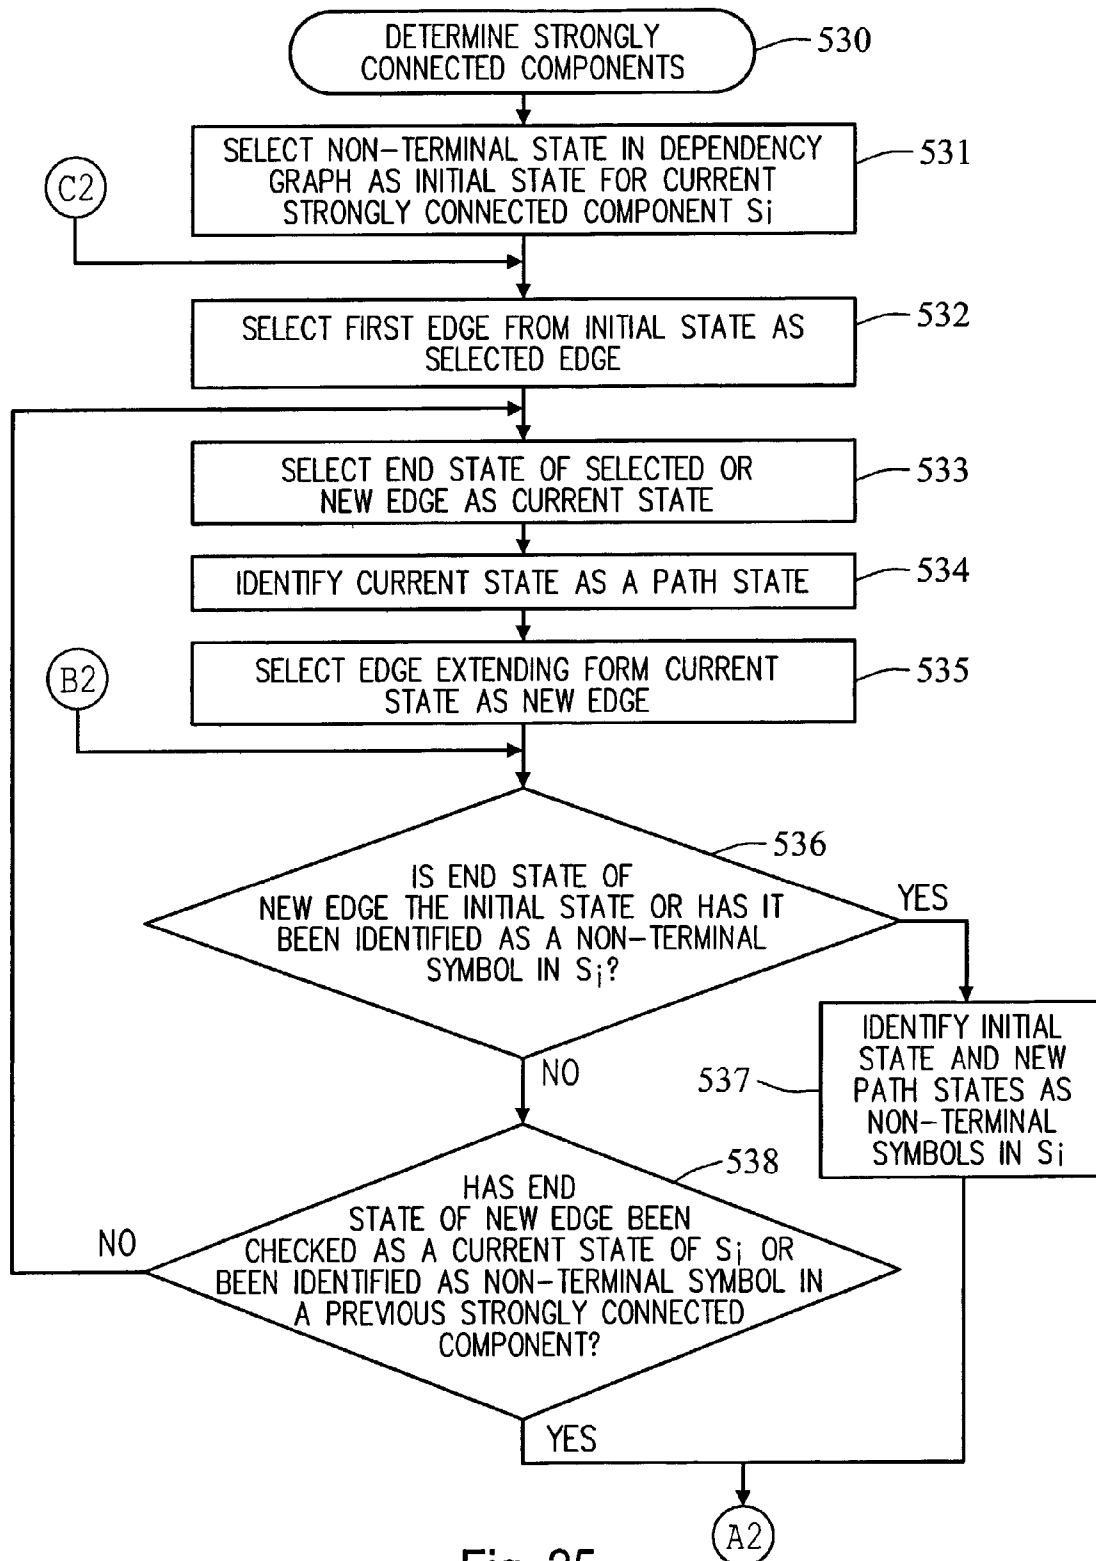 DETERMINE STRONGLY
CONNECTED COMPONENTS
530
SELECT NON-TERMINAL STATE IN DEPENDENCY
GRAPH AS INITIAL STATE FOR CURRENT
STRONGLY CONNECTED COMPONENT Si
531
C2
SELECT FIRST EDGE FROM INITIAL STATE AS
SELECTED EDGE
532
SELECT END STATE OF SELECTED OR
NEW EDGE AS CURRENT STATE
533
IDENTIFY CURRENT STATE AS A PATH STATE
534
SELECT EDGE EXTENDING FORM CURRENT
STATE AS NEW EDGE
535
B2
536
IS END STATE OF
NEW EDGE THE INITIAL STATE OR HAS IT
BEEN IDENTIFIED AS A NON-TERMINAL
SYMBOL IN Si?
YES
NO
IDENTIFY INITIAL
STATE AND NEW
PATH STATES AS
NON-TERMINAL
SYMBOLS IN Si
537
538
HAS END
STATE OF NEW EDGE BEEN
CHECKED AS A CURRENT STATE OF Si OR
BEEN IDENTIFIED AS NON-TERMINAL SYMBOL IN
A PREVIOUS STRONGLY CONNECTED
COMPONENT?
NO
YES
A2